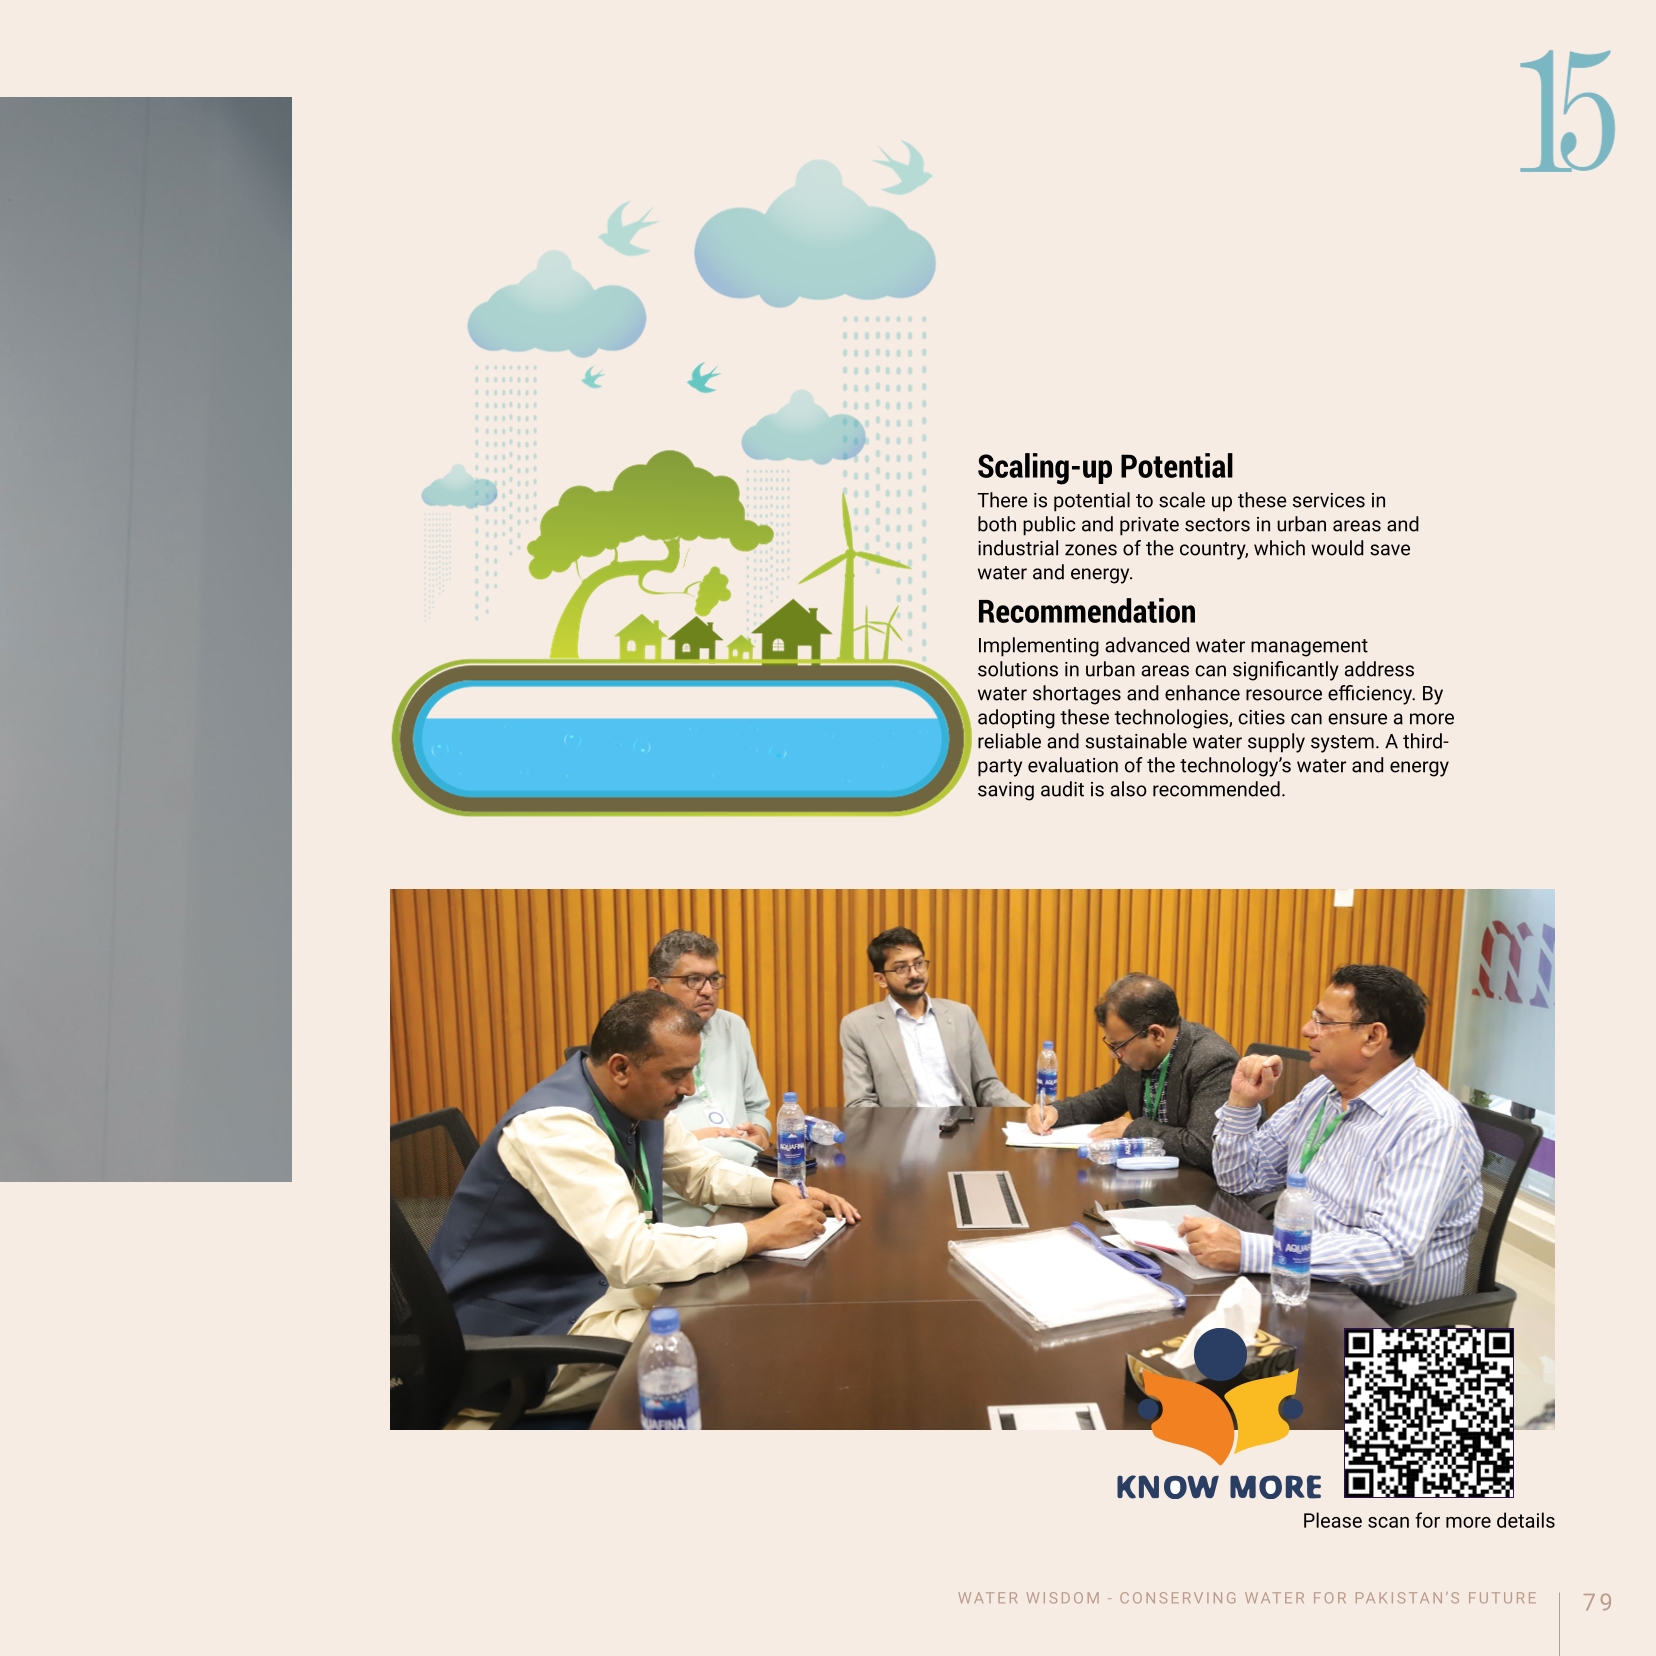 15
Scaling-up Potential
There is potential to scale up these services in
both public and private sectors in urban areas and
industrial zones of the country, which would save
water and energy.
Recommendation
Implementing advanced water management
solutions in urban areas can significantly address
water shortages and enhance resource efficiency. By
adopting these technologies, cities can ensure a more
reliable and sustainable water supply system. A third-
party evaluation of the technology’s water and energy
saving audit is also recommended.
AQUAFINA
AQUAFINA
KNOW MORE
Please scan for more details
WATER WISDOM - CONSERVING WATER FOR PAKISTAN’S FUTURE
79